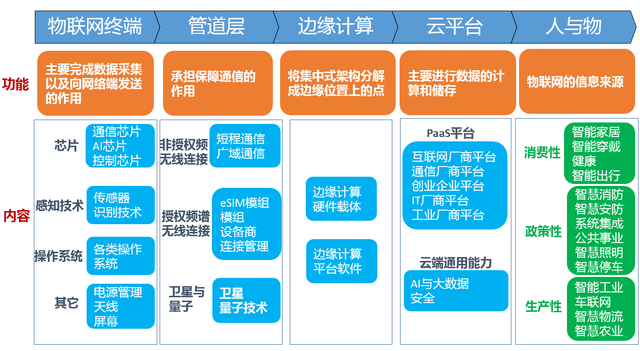 物联网终端
管道层
边缘计算
云平台
人与物
功能
主要完成数据采集
以及向网络端发送
的作用
承担保障通信的
作用
将集中式架构分解
成边缘位置上的点
主要进行数据的计
算和储存
物联网的信息来源
内容
芯片
通信芯片
AI芯片
控制芯片
感知技术
传感器
识别技术
操作系统
各类操作
系统
其它
电源管理
天线
屏幕
非授权频
无线连接
短程通信
广域通信
授权频谱
无线连接
eSIM模组
模组
设备商
连接管理
卫星与
量子
卫星
量子技术
边缘计算
硬件载体
边缘计算
平台软件
PaaS平台
互联网厂商平台
通信厂商平台
创业企业平台
IT厂商平台
工业厂商平台
云端通用能力
AI与大数据
安全
消费性
智能家居
智能穿戴
健康
智能出行
政策性
智慧消防
智慧安防
系统集成
公共事业
智慧照明
智慧停车
生产性
智能工业
车联网
智慧物流
智慧农业